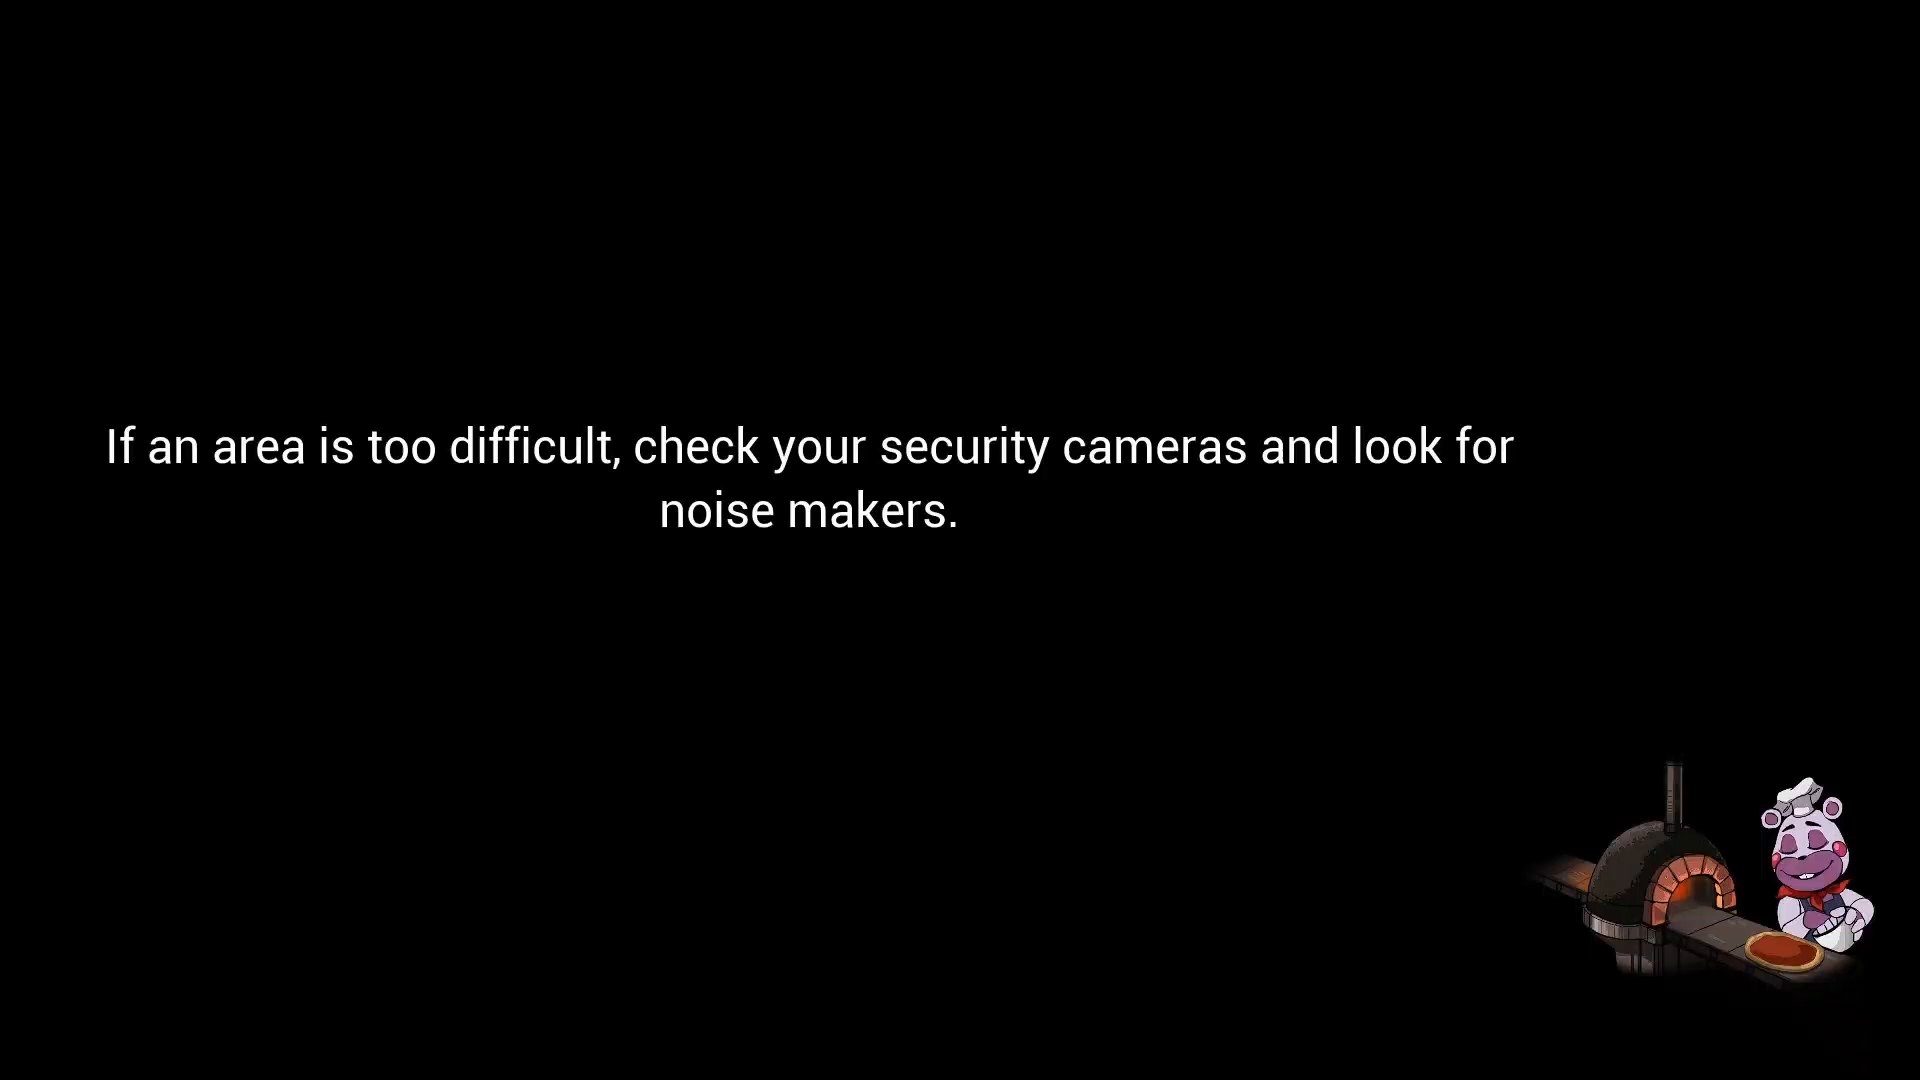 If an area is too difficult, check your security cameras and look for
noise makers.